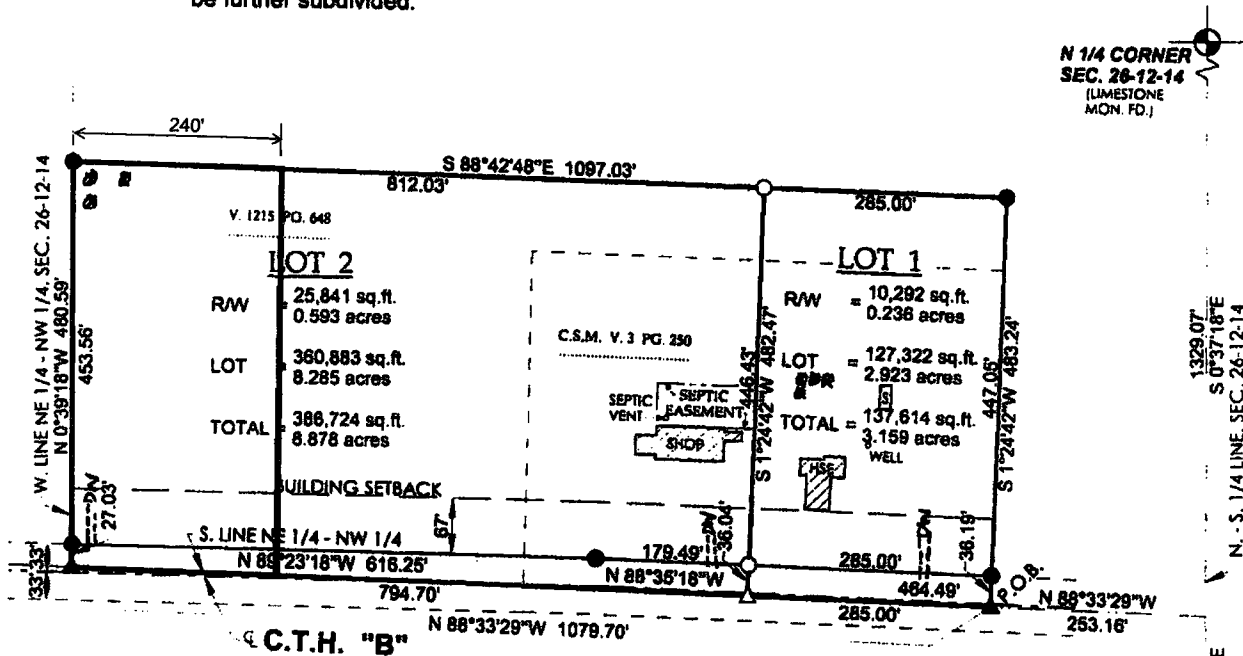 be further subdivided.
N 1/4 CORNER
SEC. 26-12-14
(LIMESTONE
MON. FD.)
240'
S 88°42'48"E 1097.03'
812.03'
285.00'
W. LINE NE 1/4 - NW 1/4, SEC. 26-12-14
N 0°39'18"W 480.59'
453.56'
V. 1215 PG. 648
LOT 2
R/W = 25,841 sq.ft.
0.593 acres
LOT 360,883 sq.ft.
8.285 acres
TOTAL 386,724 sq.ft.
8.878 acres
C.S.M. V. 3 PG. 250
SEPTIC
VENT
SEPTIC
EASEMENT
SHOP
446.43'
S 1°24'42"W 482.47'
LOT 1
R/W = 10,292 sq.ft.
0.236 acres
LOT = 127,322 sq.ft.
2.923 acres
TOTAL = 137,614 sq.ft.
3.159 acres
WELL
HSE
447.05'
S 1°24'42"W 483.24'
1329.07'
S 0°37'18"E
N. - S. 1/4 LINE, SEC. 26-12-14
BUILDING SETBACK
27.03'
67'
36.04'
36.19'
S. LINE NE 1/4 - NW 1/4
33.33'
N 89°23'18"W 616.25'
179.49'
N 88°35'18"W
285.00'
464.49'
P.O.B.
794.70'
285.00'
N 88°33'29"W
253.16'
N 88°33'29"W 1079.70'
C.T.H. "B"